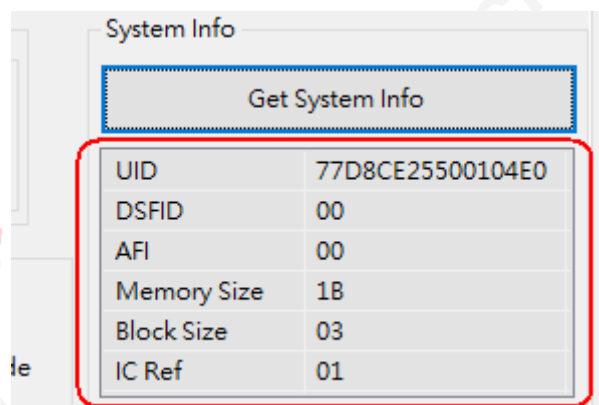 System Info
Get System Info
UID 77D8CE25500104E0
DSFID 00
AFI 00
Memory Size 1B
Block Size 03
IC Ref 01
de